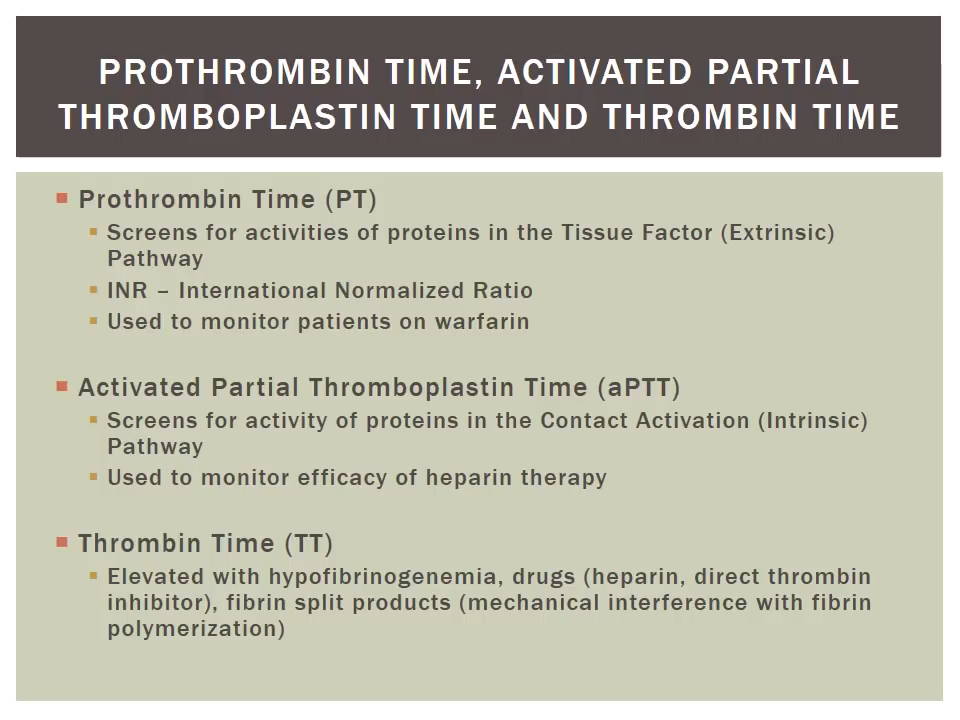 PROTHROMBIN TIME, ACTIVATED PARTIAL
THROMBOPLASTIN TIME AND THROMBIN TIME
Prothrombin Time (PT)
Screens for activities of proteins in the Tissue Factor (Extrinsic)
Pathway
INR – International Normalized Ratio
Used to monitor patients on warfarin
Activated Partial Thromboplastin Time (aPTT)
Screens for activity of proteins in the Contact Activation (Intrinsic)
Pathway
Used to monitor efficacy of heparin therapy
Thrombin Time (TT)
Elevated with hypofibrinogenemia, drugs (heparin, direct thrombin
inhibitor), fibrin split products (mechanical interference with fibrin
polymerization)